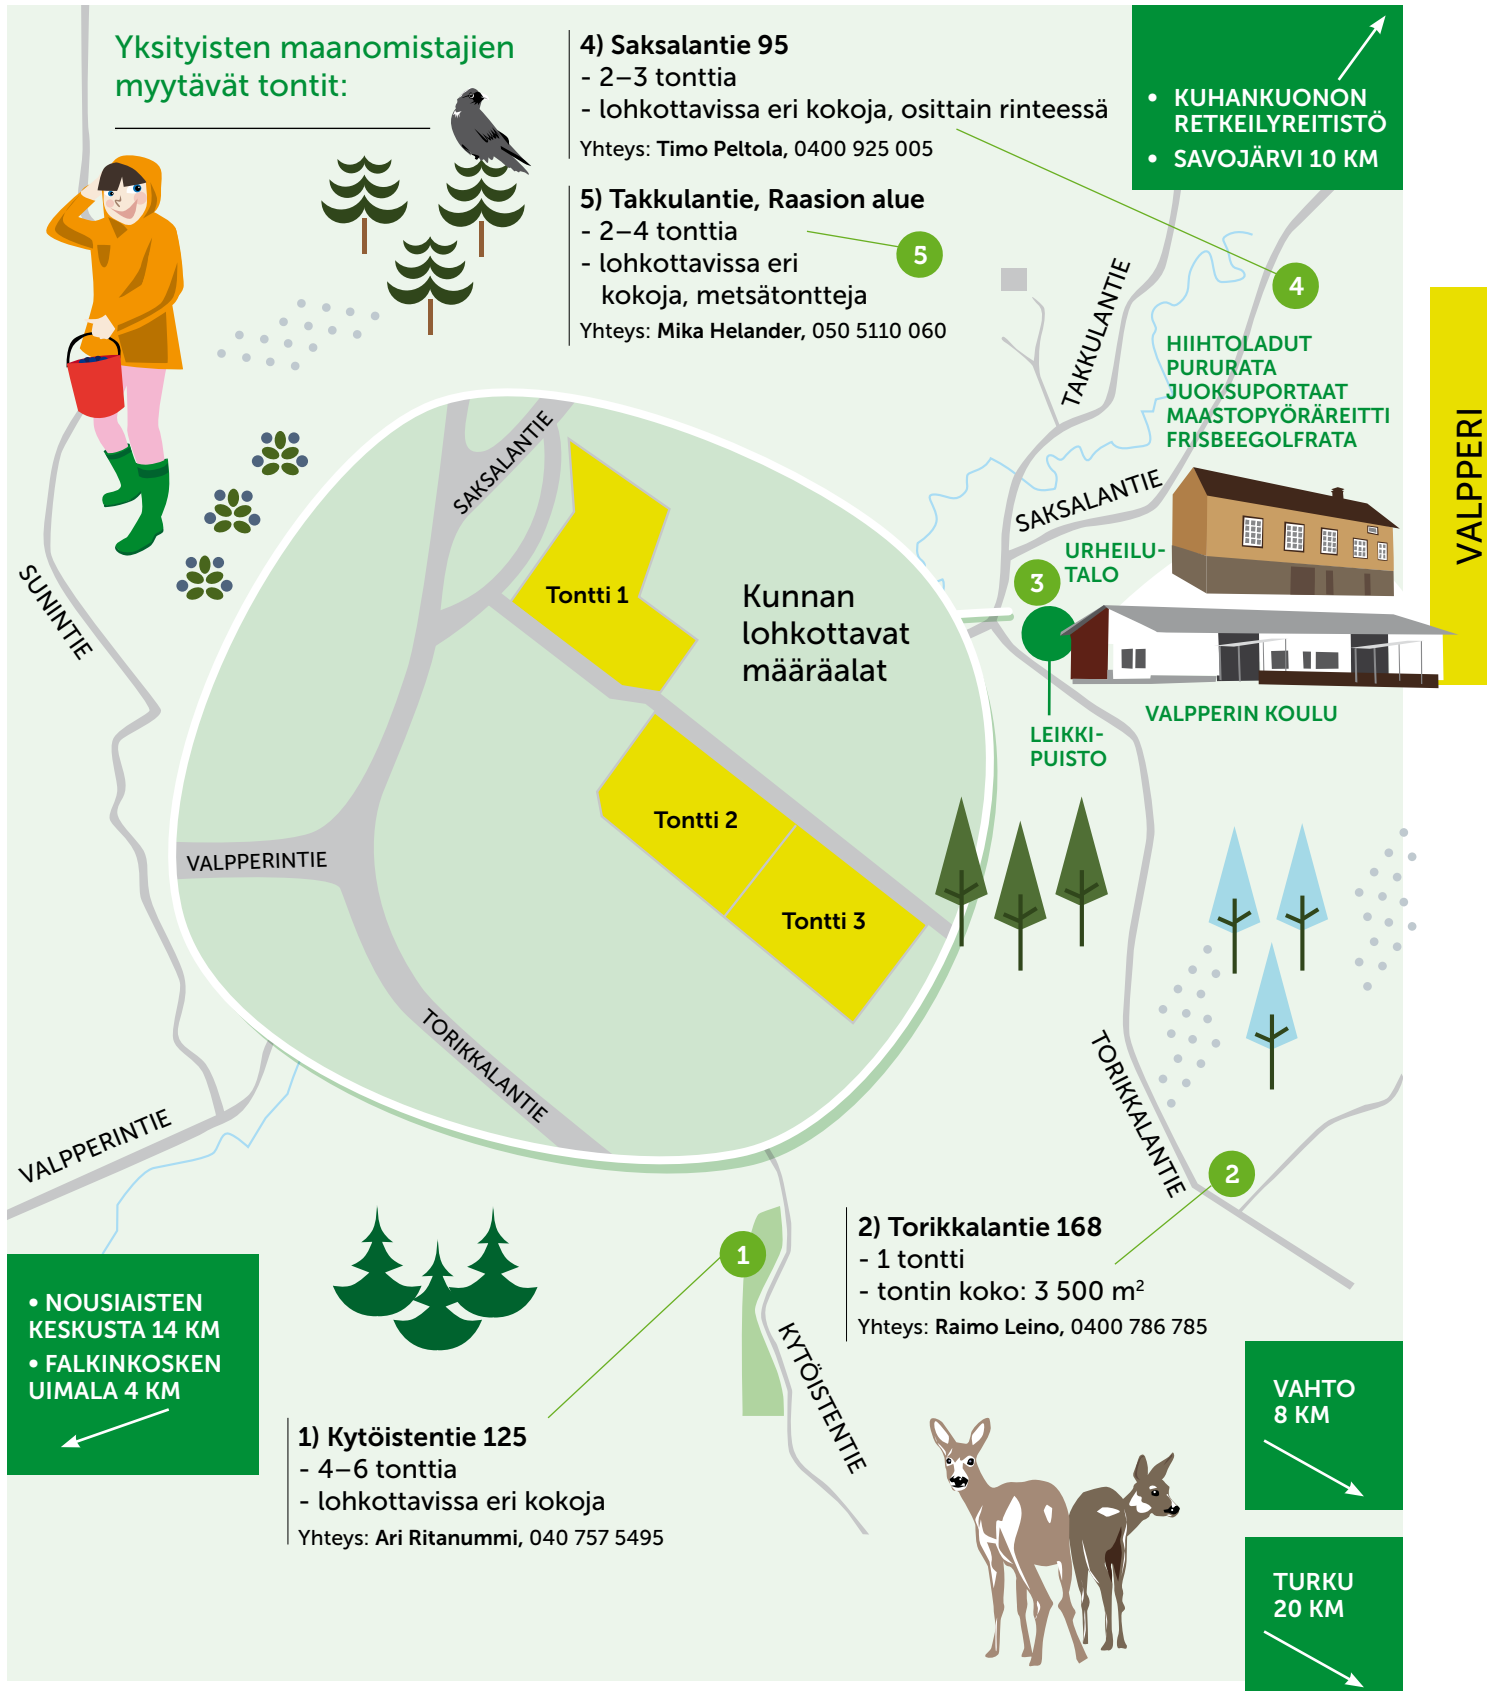 Yksityisten maanomistajien
myytävät tontit:
4) Saksalantie 95
- 2–3 tonttia
- lohkottavissa eri kokoja, osittain rinteessä
Yhteys: Timo Peltola, 0400 925 005
5) Takkulantie, Raasion alue
- 2–4 tonttia
- lohkottavissa eri
kokoja, metsätontteja
Yhteys: Mika Helander, 050 5110 060
5
4
• KUHANKUONON
RETKEILYREITISTÖ
• SAVOJÄRVI 10 KM
TAKKULANTIE
HIIHTOLADUT
PURURATA
JUOKSUPORTAAT
MAASTOPYÖRÄREITTI
FRISBEEGOLFRATA
VALPPERI
SAKSALANTIE
SAKSALANTIE
URHEILU-
TALO
3
VALPPERIN KOULU
LEIKKI-
PUISTO
SUNINTIE
Tontti 1
Kunnan
lohkottavat
määräalat
Tontti 2
Tontti 3
VALPPERINTIE
TORIKKALANTIE
TORIKKALANTIE
VALPPERINTIE
2
2) Torikkalantie 168
- 1 tontti
- tontin koko: 3 500 m²
Yhteys: Raimo Leino, 0400 786 785
1
KYTÖISTENTIE
• NOUSIAISTEN
KESKUSTA 14 KM
• FALKINKOSKEN
UIMALA 4 KM
1) Kytöistentie 125
- 4–6 tonttia
- lohkottavissa eri kokoja
Yhteys: Ari Ritanummi, 040 757 5495
VAHTO
8 KM
TURKU
20 KM